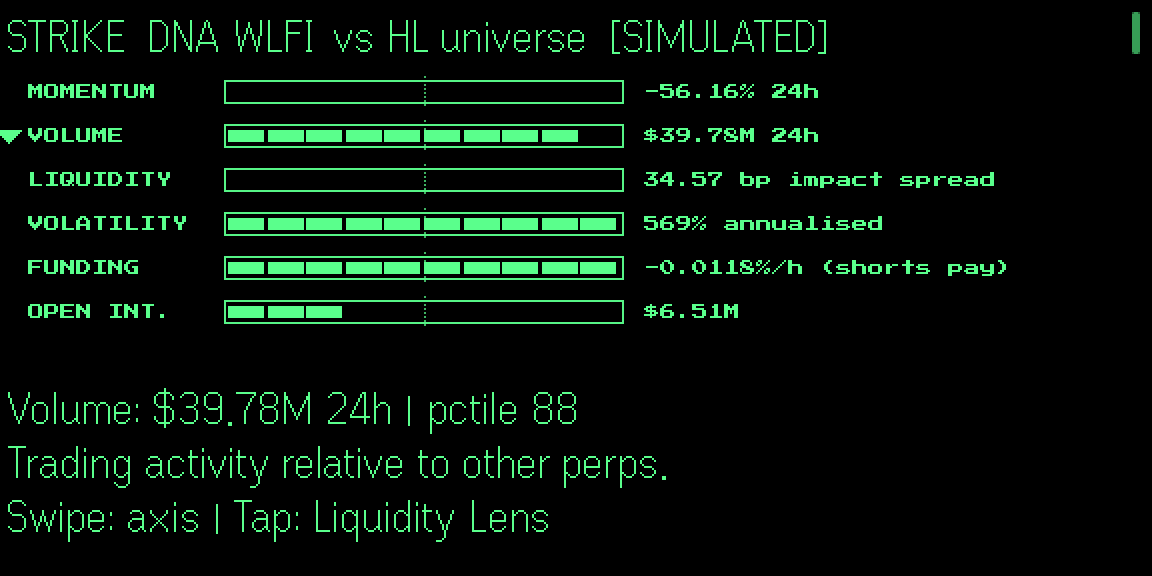 STRIKE DNA WLFI vs HL universe [SIMULATED]
MOMENTUM -56.16% 24h
VOLUME $39.78M 24h
LIQUIDITY 34.57 bp impact spread
VOLATILITY 569% annualised
FUNDING -0.0118%/h (shorts pay)
OPEN INT. $6.51M
Volume: $39.78M 24h | pctile 88
Trading activity relative to other perps.
Swipe: axis | Tap: Liquidity Lens